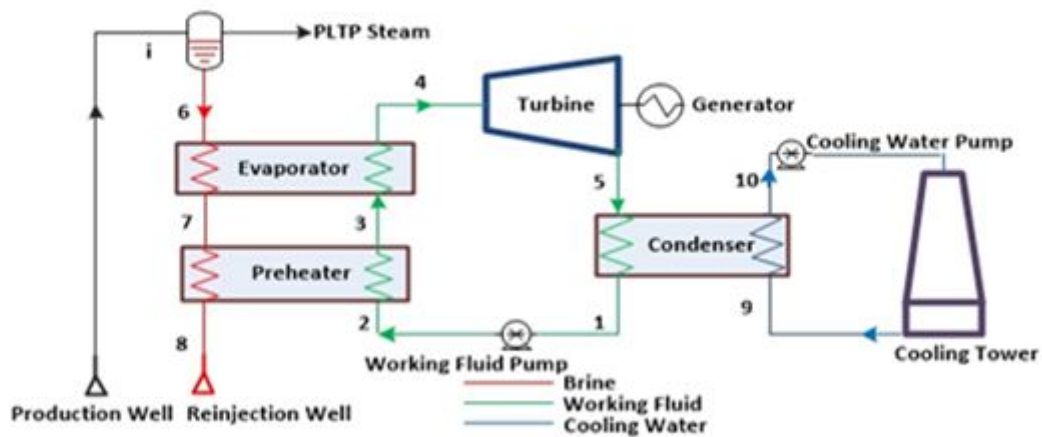 i
PLTP Steam
4
Turbine
Generator
6
Evaporator
Cooling Water Pump
5
10
7
3
Preheater
Condenser
2
1
9
8
Working Fluid Pump
Cooling Tower
Production Well
Reinjection Well
Brine
Working Fluid
Cooling Water